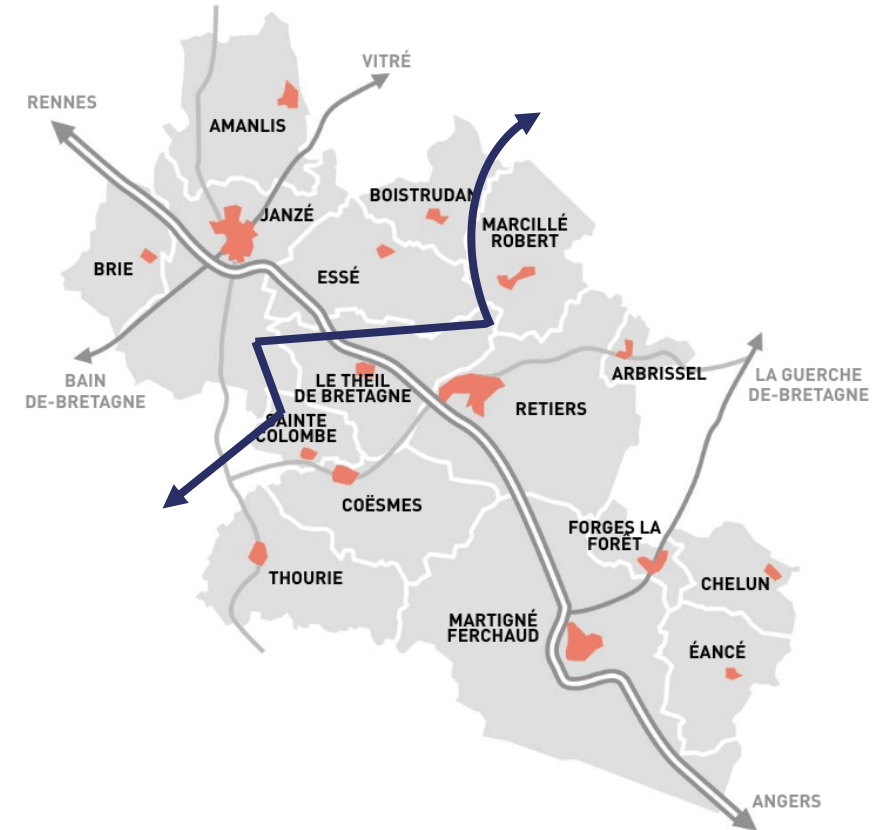 VITRÉ
RENNES
AMANLIS
BOISTRUDAN
JANZÉ
MARCILLÉ
ROBERT
BRIE
ESSÉ
ARBRISSEL
LA GUERCHE
DE-BRETAGNE
BAIN
DE-BRETAGNE
LE THEIL
DE BRETAGNE
RETIERS
SAINTE
COLOMBE
COËSMES
FORGES LA
FORÊT
THOURIE
CHELUN
MARTIGNÉ
FERCHAUD
ÉANCÉ
ANGERS